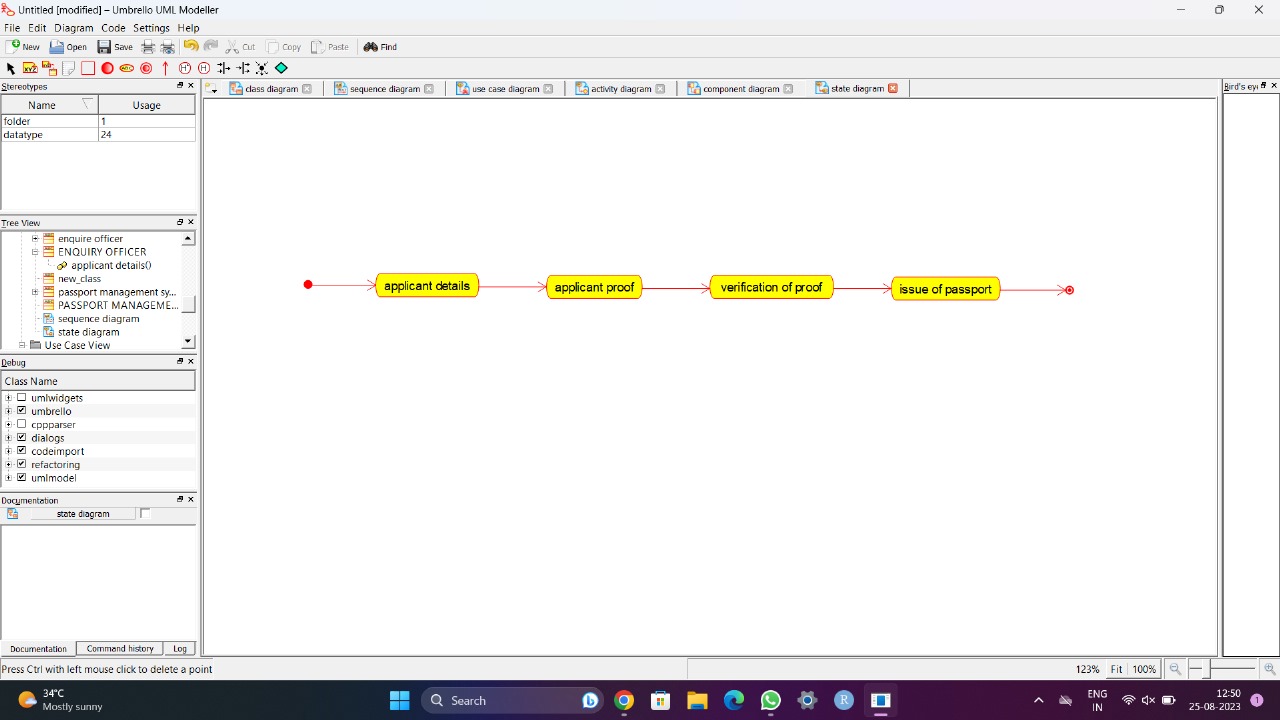 Untitled [modified] – Umbrello UML Modeller
File Edit Diagram Code Settings Help
New Open Save Cut Copy Paste Find
Stereotypes
class diagram sequence diagram use case diagram activity diagram component diagram state diagram
Bird's eye
Name Usage
folder 1
datatype 24
Tree View
enquire officer
ENQUIRY OFFICER
applicant details()
new_class
passport management sy...
PASSPORT MANAGEME...
sequence diagram
state diagram
Use Case View
applicant details applicant proof verification of proof issue of passport
Debug
Class Name
umlwidgets
umbrello
cppparser
dialogs
codeimport
refactoring
umlmodel
Documentation
state diagram
Documentation Command history Log
Press Ctrl with left mouse click to delete a point
123% Fit 100%
34°C
Mostly sunny
Search
R
ENG
IN
12:50
25-08-2023
1